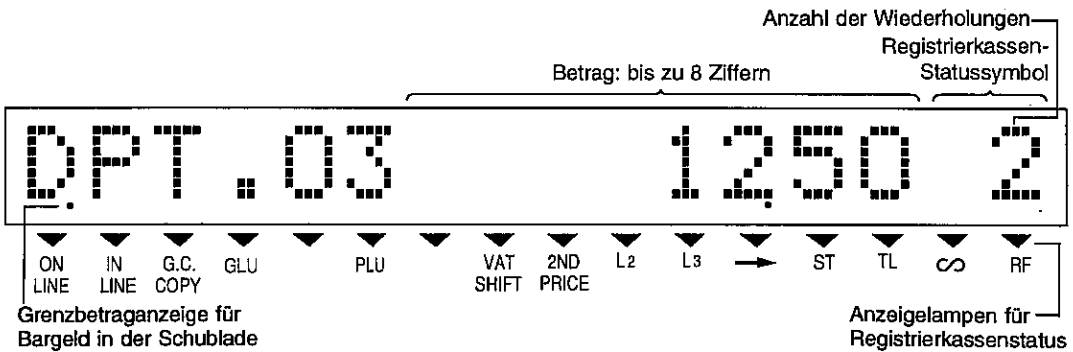 Anzahl der Wiederholungen
Registrierkassen-
Statussymbol
Betrag: bis zu 8 Ziffern
DPT.03 12.50 2
ON LINE
IN LINE
G.C. COPY
GLU
PLU
VAT SHIFT
2ND PRICE
L2
L3
→
ST
TL
RF
Grenzbetraganzeige für
Bargeld in der Schublade
Anzeigelampen für
Registrierkassenstatus